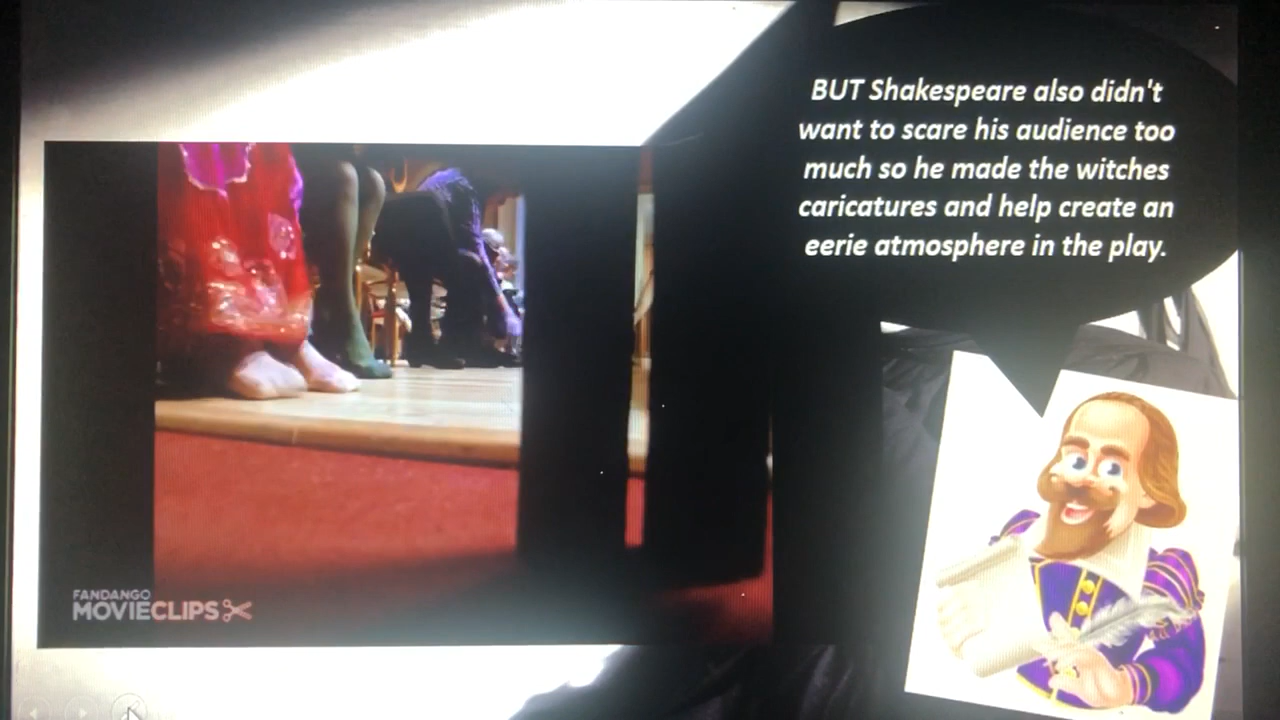 BUT Shakespeare also didn't
want to scare his audience too
much so he made the witches
caricatures and help create an
eerie atmosphere in the play.
FANDANGO
MOVIECLIPS